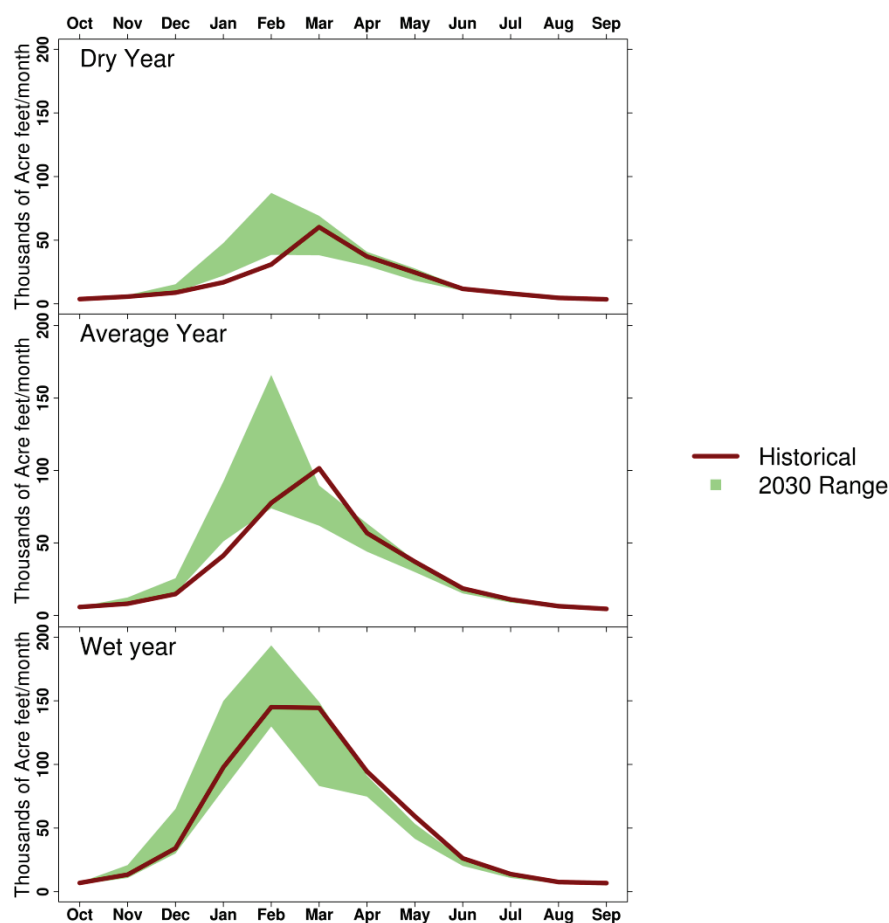 Oct Nov Dec Jan Feb Mar Apr May Jun Jul Aug Sep
Dry Year
Thousands of Acre feet/month
200
150
100
50
0
Average Year
Thousands of Acre feet/month
200
150
100
50
0
Historical
2030 Range
Wet year
Thousands of Acre feet/month
200
150
100
50
0
Oct Nov Dec Jan Feb Mar Apr May Jun Jul Aug Sep